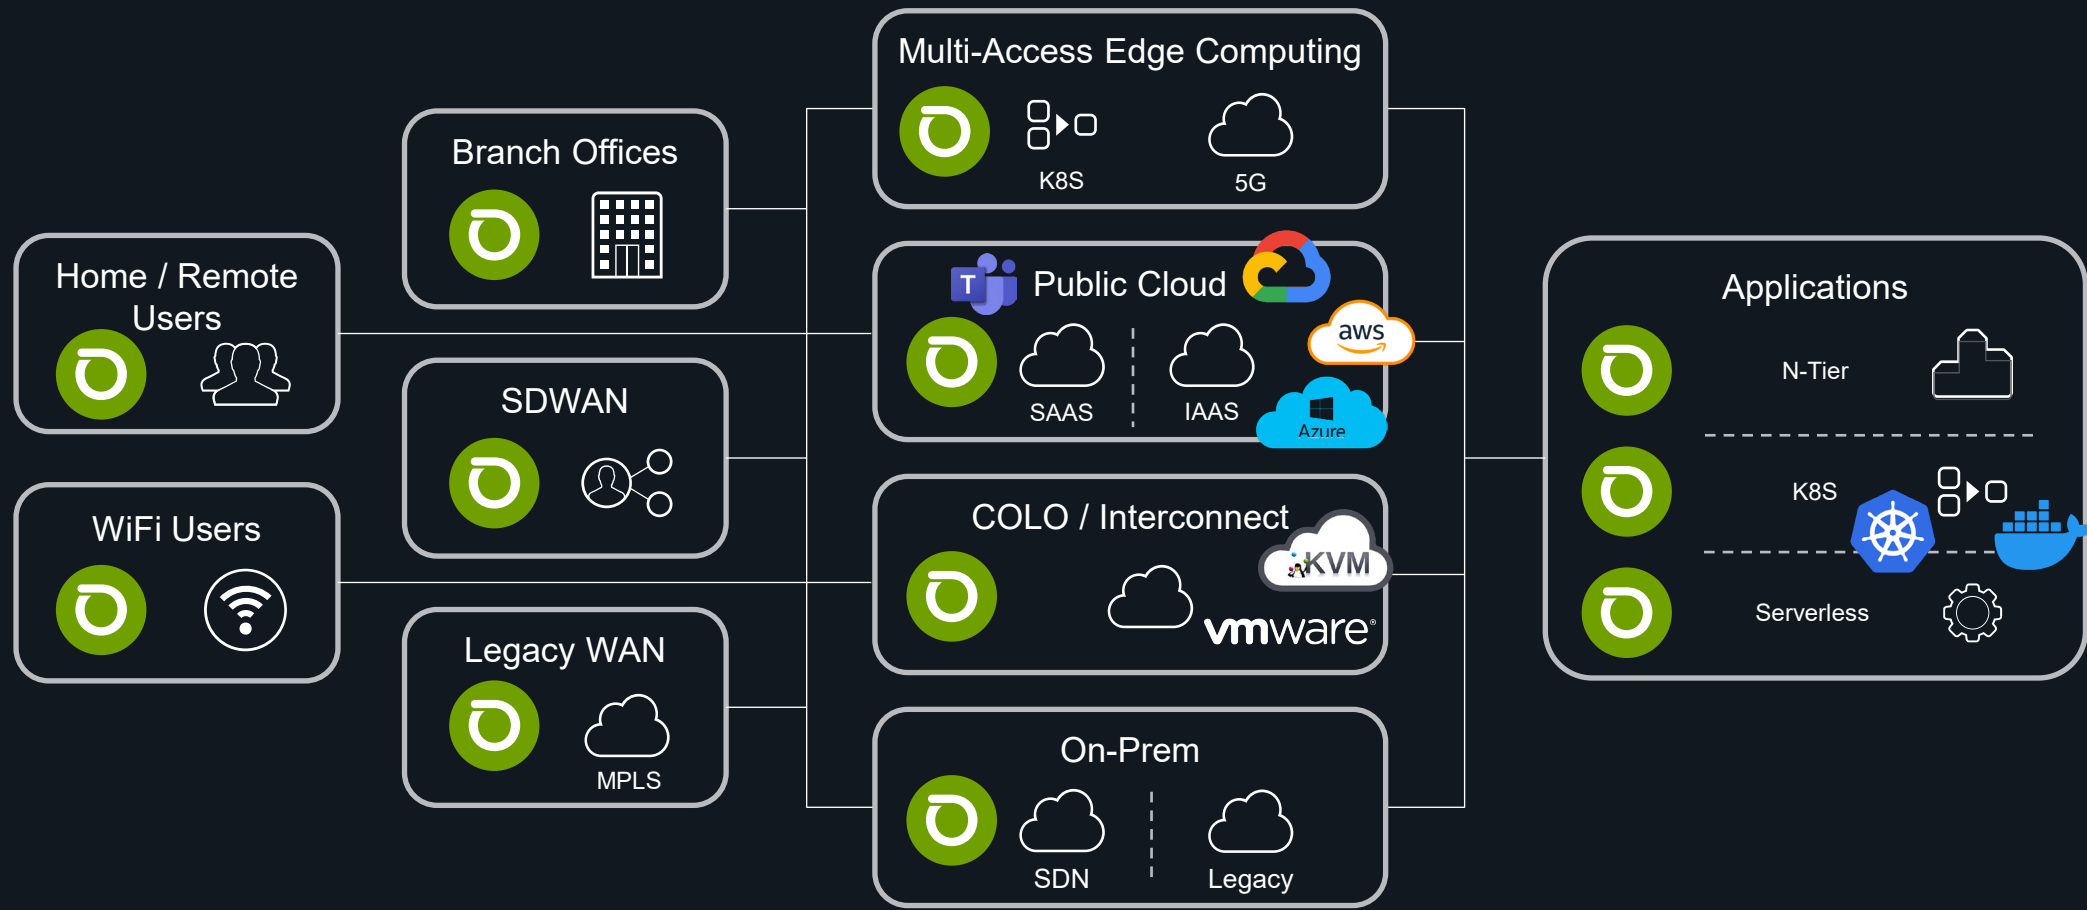 Home / Remote
Users
WiFi Users
Branch Offices
SDWAN
Legacy WAN
MPLS
Multi-Access Edge Computing
K8S
5G
T
Public Cloud
aws
SAAS
IAAS
Azure
COLO / Interconnect
KVM
vmware®
On-Prem
SDN
Legacy
Applications
N-Tier
K8S
Serverless